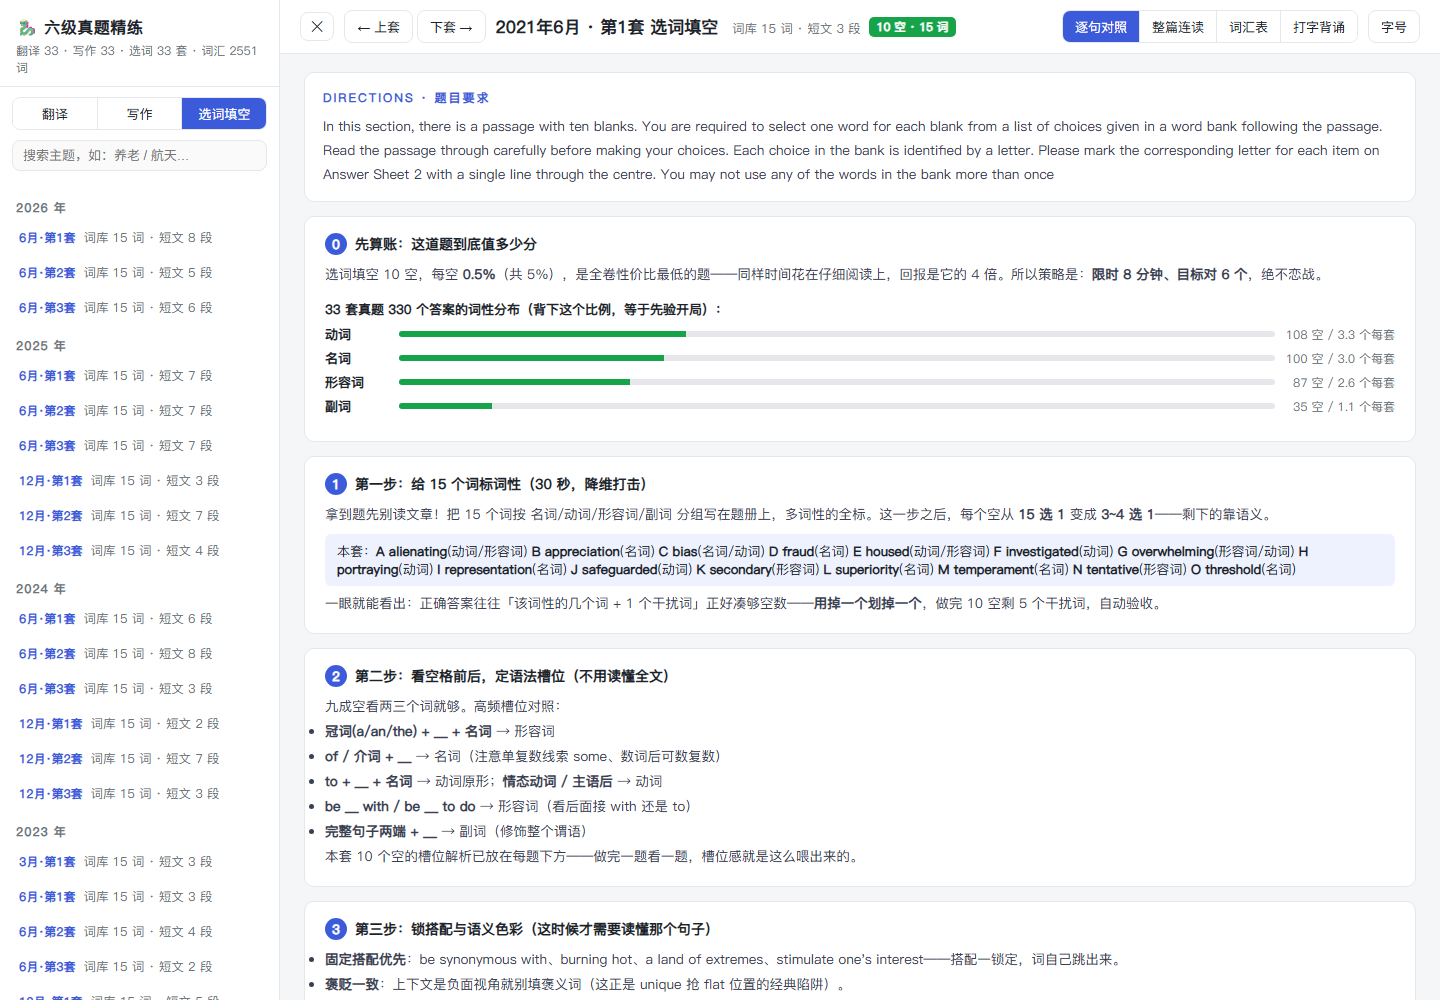 🐉 六级真题精练
翻译 33 · 写作 33 · 选词 33 套 · 词汇 2551 词
翻译
写作
选词填空
搜索主题，如：养老 / 航天...
2026 年
6月·第1套 词库 15 词 · 短文 8 段
6月·第2套 词库 15 词 · 短文 5 段
6月·第3套 词库 15 词 · 短文 6 段
2025 年
6月·第1套 词库 15 词 · 短文 7 段
6月·第2套 词库 15 词 · 短文 7 段
6月·第3套 词库 15 词 · 短文 7 段
12月·第1套 词库 15 词 · 短文 3 段
12月·第2套 词库 15 词 · 短文 7 段
12月·第3套 词库 15 词 · 短文 4 段
2024 年
6月·第1套 词库 15 词 · 短文 6 段
6月·第2套 词库 15 词 · 短文 8 段
6月·第3套 词库 15 词 · 短文 3 段
12月·第1套 词库 15 词 · 短文 2 段
12月·第2套 词库 15 词 · 短文 7 段
12月·第3套 词库 15 词 · 短文 3 段
2023 年
3月·第1套 词库 15 词 · 短文 3 段
6月·第1套 词库 15 词 · 短文 3 段
6月·第2套 词库 15 词 · 短文 4 段
6月·第3套 词库 15 词 · 短文 3 段
✕
← 上套
下套 →
2021年6月 · 第1套 选词填空
词库 15 词 · 短文 3 段
10 空 · 15 词
逐句对照
整篇连读
词汇表
打字背诵
字号
DIRECTIONS · 题目要求
In this section, there is a passage with ten blanks. You are required to select one word for each blank from a list of choices given in a word bank following the passage.
Read the passage through carefully before making your choices. Each choice in the bank is identified by a letter. Please mark the corresponding letter for each item on
Answer Sheet 2 with a single line through the centre. You may not use any of the words in the bank more than once
0 先算账：这道题到底值多少分
选词填空 10 空，每空 0.5%（共 5%），是全卷性价比最低的题——同样时间花在仔细阅读上，回报是它的 4 倍。所以策略是：限时 8 分钟、目标对 6 个，绝不恋战。
33 套真题 330 个答案的词性分布（背下这个比例，等于先验开局）：
动词 108 空 / 3.3 个每套
名词 100 空 / 3.0 个每套
形容词 87 空 / 2.6 个每套
副词 35 空 / 1.1 个每套
1 第一步：给 15 个词标词性（30 秒，降维打击）
拿到题先别读文章！把 15 个词按 名词/动词/形容词/副词 分组写在题册上，多词性的全标。这一步之后，每个空从 15 选 1 变成 3~4 选 1——剩下的靠语义。
本套：A alienating(动词/形容词) B appreciation(名词) C bias(名词/动词) D fraud(名词) E housed(动词/形容词) F investigated(动词) G overwhelming(形容词/动词) H
portraying(动词) I representation(名词) J safeguarded(动词) K secondary(形容词) L superiority(名词) M temperament(名词) N tentative(形容词) O threshold(名词)
一眼就能看出：正确答案往往「该词性的几个词 + 1 个干扰词」正好凑够空数——用掉一个划掉一个，做完 10 空剩 5 个干扰词，自动验收。
2 第二步：看空格前后，定语法槽位（不用读懂全文）
九成空看两三个词就够。高频槽位对照：
• 冠词(a/an/the) + __ + 名词 → 形容词
• of / 介词 + __ → 名词（注意单复数线索 some、数词后可数复数）
• to + __ + 名词 → 动词原形；情态动词 / 主语后 → 动词
• be __ with / be __ to do → 形容词（看后面接 with 还是 to）
• 完整句子两端 + __ → 副词（修饰整个谓语）
本套 10 个空的槽位解析已放在每题下方——做完一题看一题，槽位感就是这么喂出来的。
3 第三步：锁搭配与语义色彩（这时候才需要读懂那个句子）
• 固定搭配优先：be synonymous with、burning hot、a land of extremes、stimulate one's interest——搭配一锁定，词自己跳出来。
• 褒贬一致：上下文是负面视角就别填褒义词（这正是 unique 抢 flat 位置的经典陷阱）。